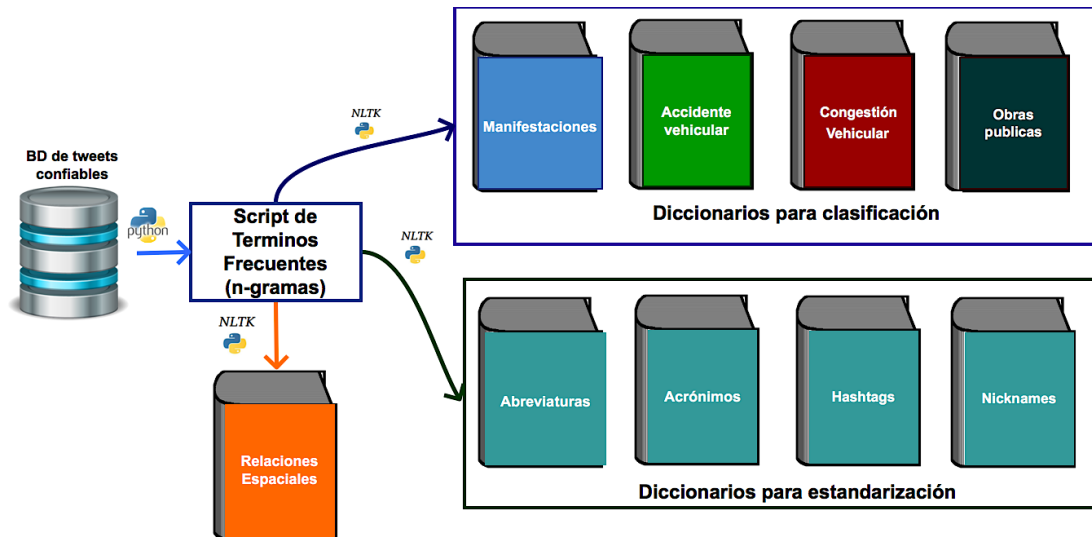 BD de tweets
confiables
python
Script de
Terminos
Frecuentes
(n-gramas)
NLTK
NLTK
NLTK
Manifestaciones
Accidente
vehicular
Congestión
Vehicular
Obras
publicas
Diccionarios para clasificación
Abreviaturas
Acrónimos
Hashtags
Nicknames
Diccionarios para estandarización
Relaciones
Espaciales